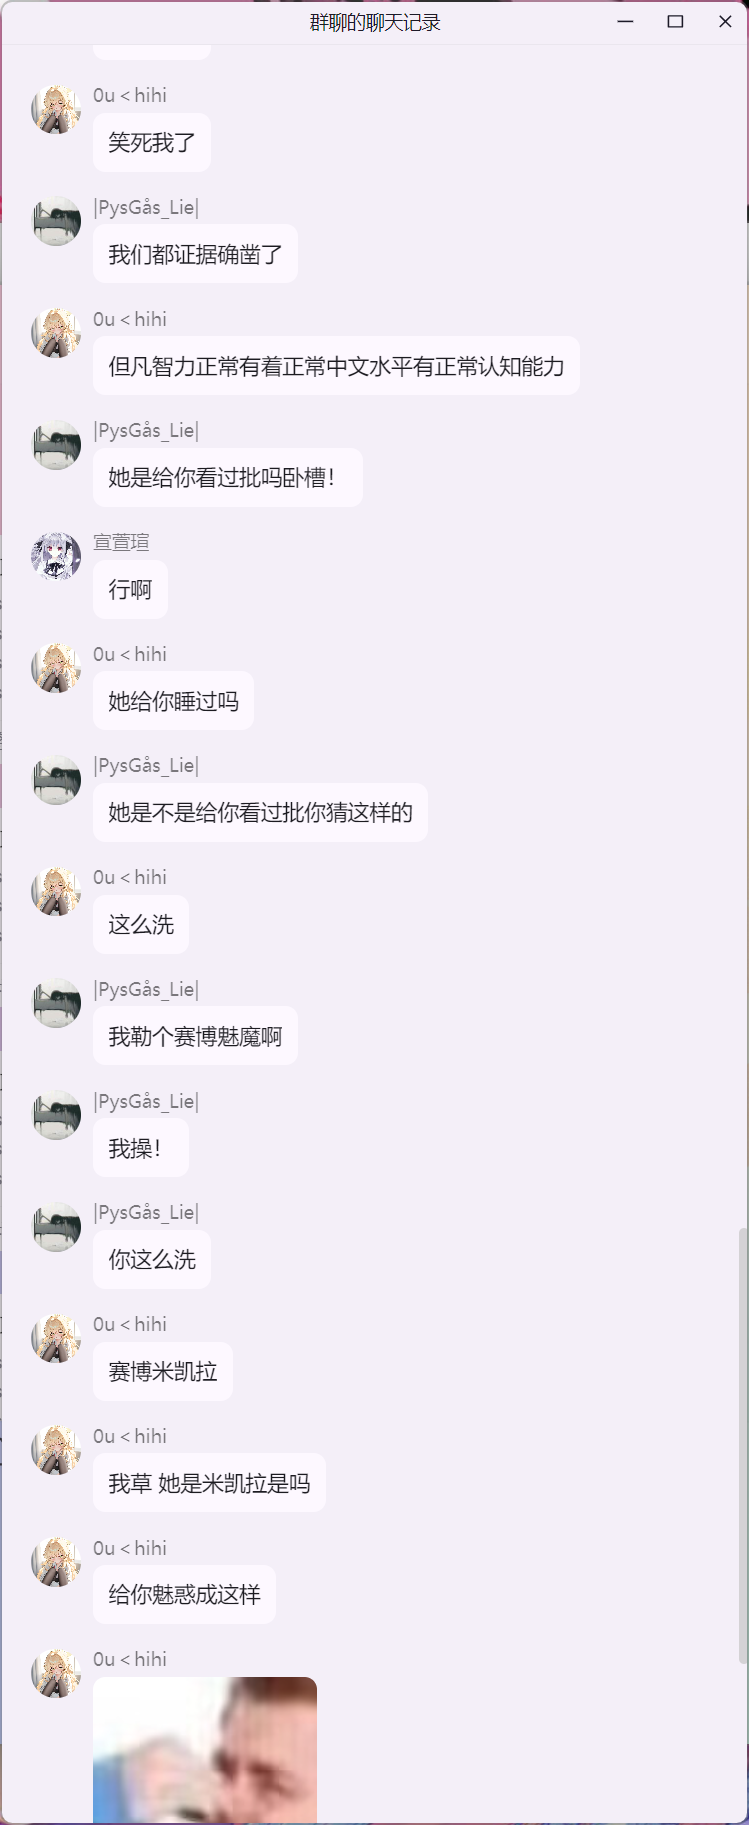 群聊的聊天记录
0u < hihi
笑死我了
|PysGås_Lie|
我们都证据确凿了
0u < hihi
但凡智力正常有着正常中文水平有正常认知能力
|PysGås_Lie|
她是给你看过批吗卧槽！
宣萱瑄
行啊
0u < hihi
她给你睡过吗
|PysGås_Lie|
她是不是给你看过批你猜这样的
0u < hihi
这么洗
|PysGås_Lie|
我勒个赛博魅魔啊
|PysGås_Lie|
我操！
|PysGås_Lie|
你这么洗
0u < hihi
赛博米凯拉
0u < hihi
我草 她是米凯拉是吗
0u < hihi
给你魅惑成这样
0u < hihi